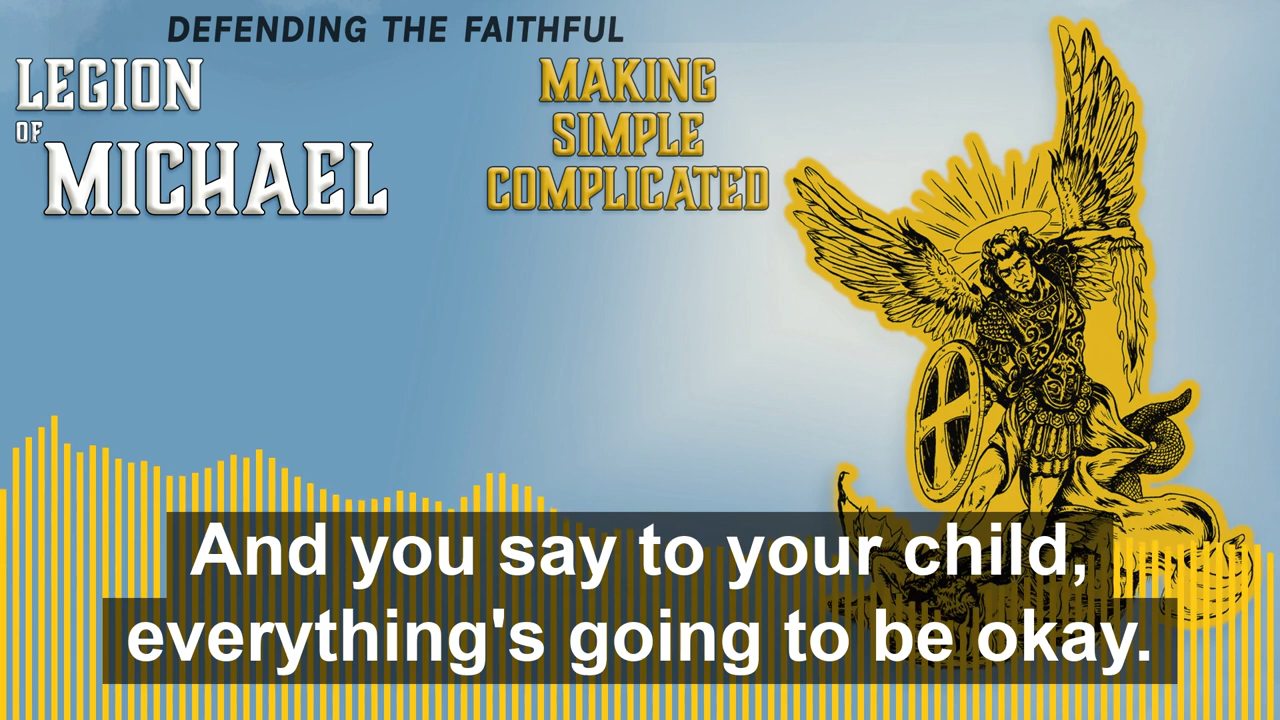 DEFENDING THE FAITHFUL
LEGION
OF
MICHAEL
MAKING
SIMPLE
COMPLICATED
And you say to your child,
everything's going to be okay.